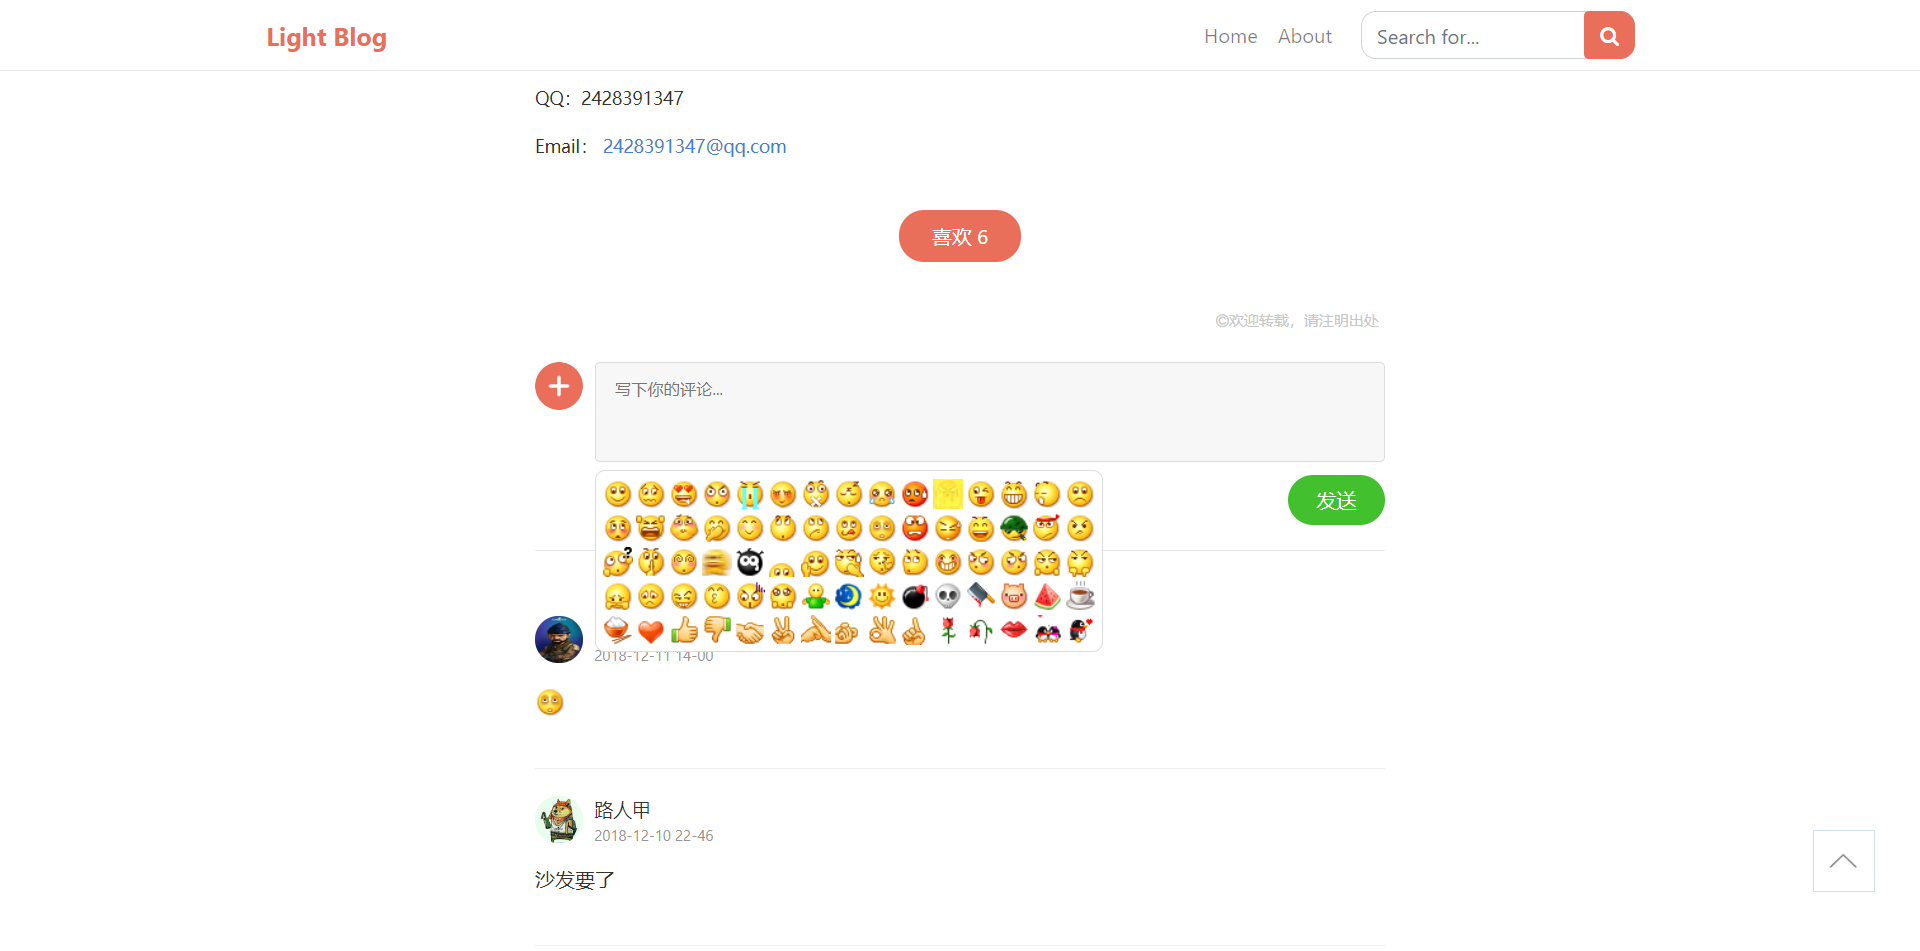 Light Blog
Home
About
Search for...
QQ：2428391347
Email： 2428391347@qq.com
喜欢 6
©欢迎转载，请注明出处
写下你的评论...
发送
2018-12-11 14-00
路人甲
2018-12-10 22-46
沙发要了